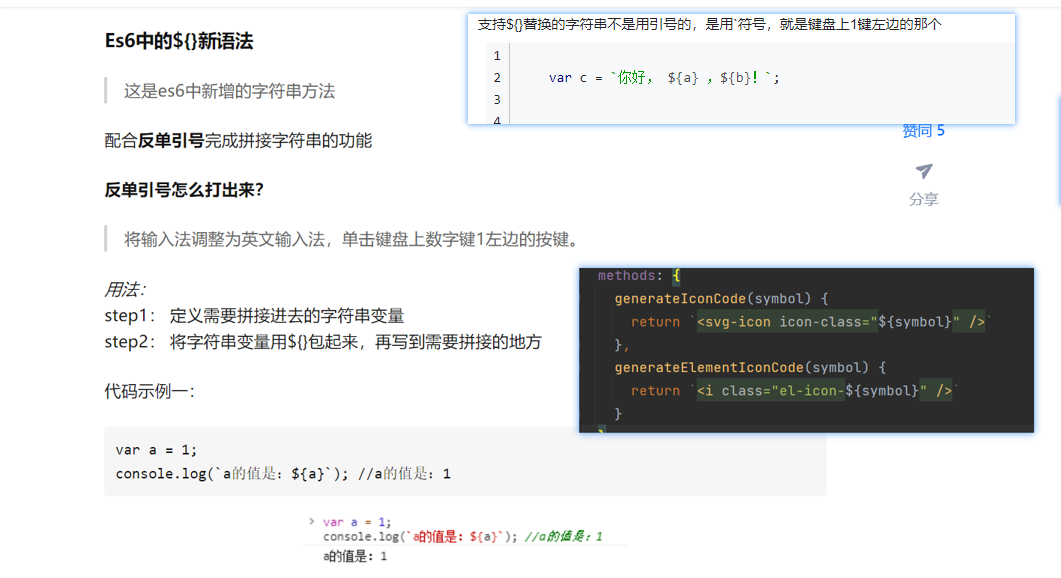 Es6中的${}新语法
这是es6中新增的字符串方法
配合反单引号完成拼接字符串的功能
反单引号怎么打出来？
将输入法调整为英文输入法，单击键盘上数字键1左边的按键。
用法：
step1： 定义需要拼接进去的字符串变量
step2： 将字符串变量用${}包起来，再写到需要拼接的地方
代码示例一：
var a = 1;
console.log(`a的值是：${a}`); //a的值是：1
> var a = 1;
console.log(`a的值是：${a}`); //a的值是：1
a的值是：1
支持${}替换的字符串不是用引号的，是用`符号，就是键盘上1键左边的那个
1
2 var c = `你好， ${a} ，${b}！`;
3
4
赞同 5
分享
methods: {
generateIconCode(symbol) {
return `<svg-icon icon-class="${symbol}" />`
},
generateElementIconCode(symbol) {
return `<i class="el-icon-${symbol}" />`
}